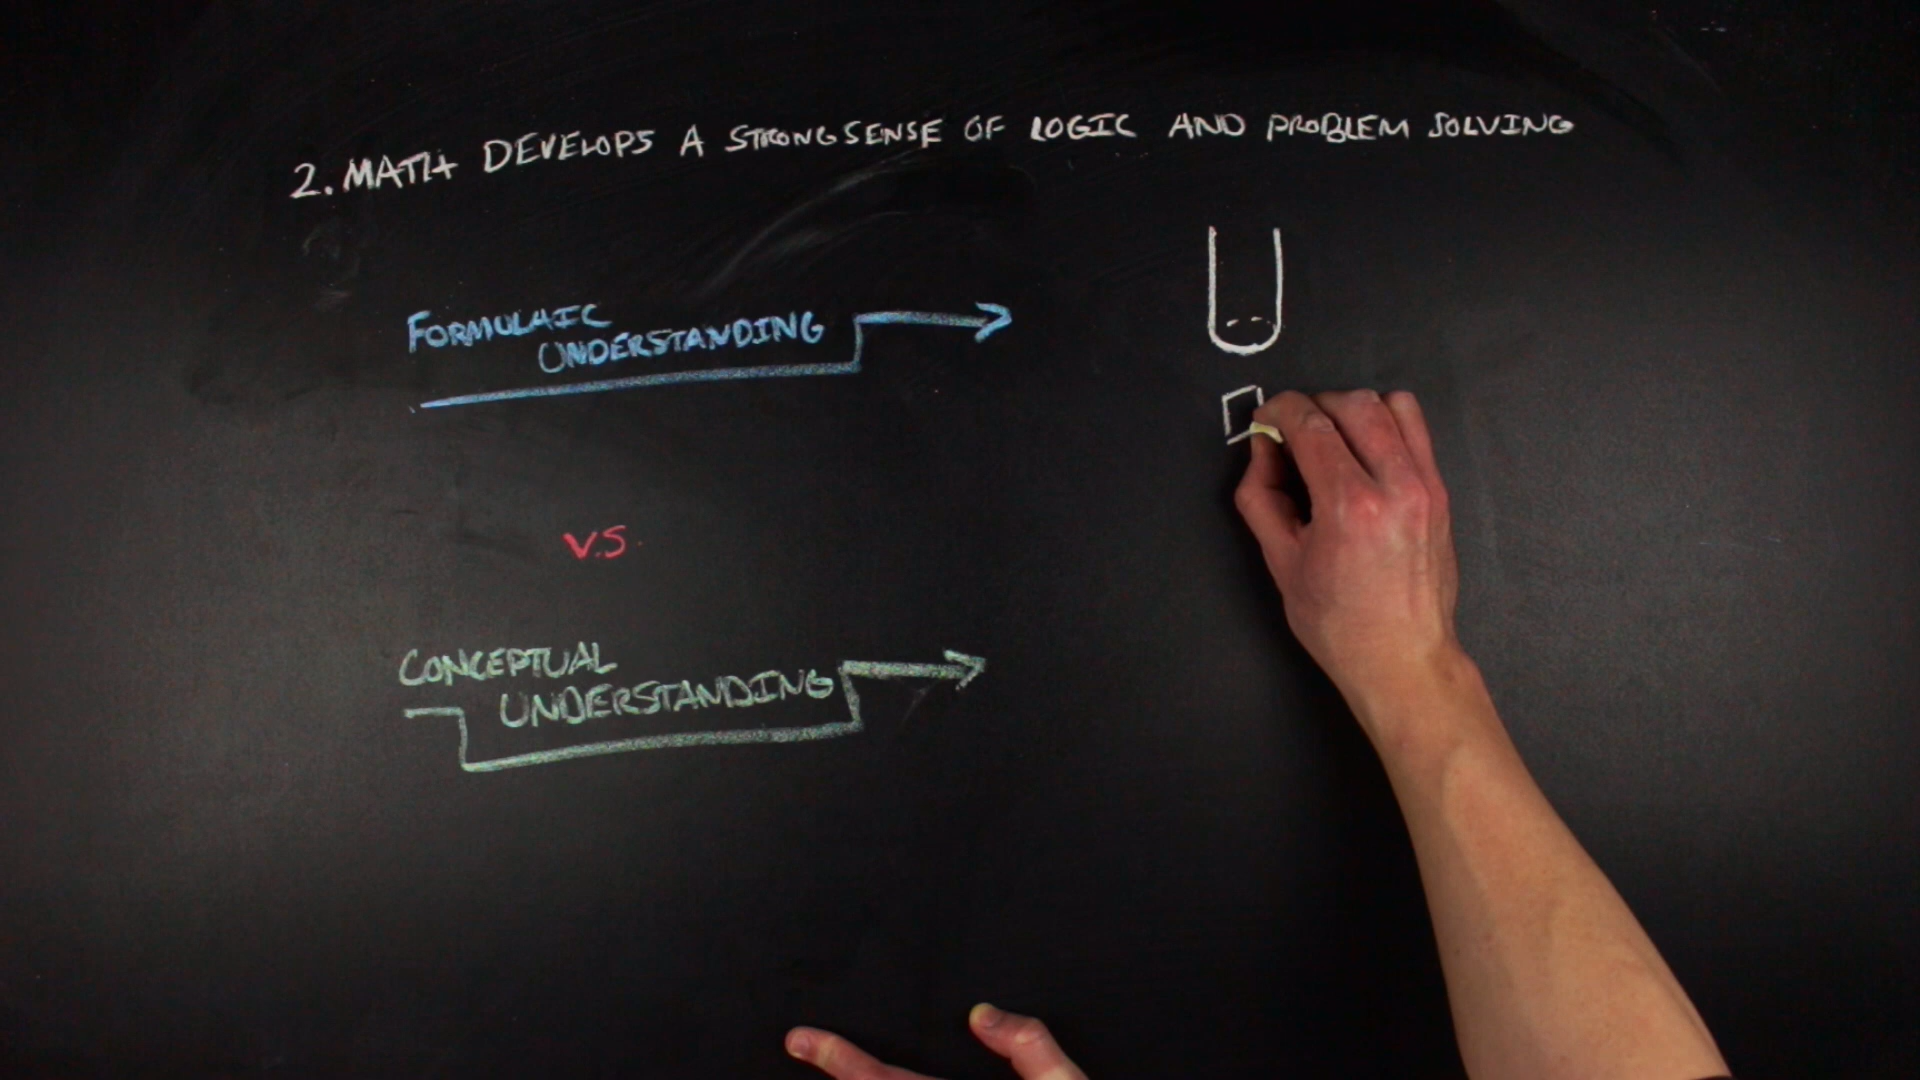 2. MATH DEVELOPS A STRONG SENSE OF LOGIC AND PROBLEM SOLVING
FORMULAIC
UNDERSTANDING
V.S.
CONCEPTUAL
UNDERSTANDING